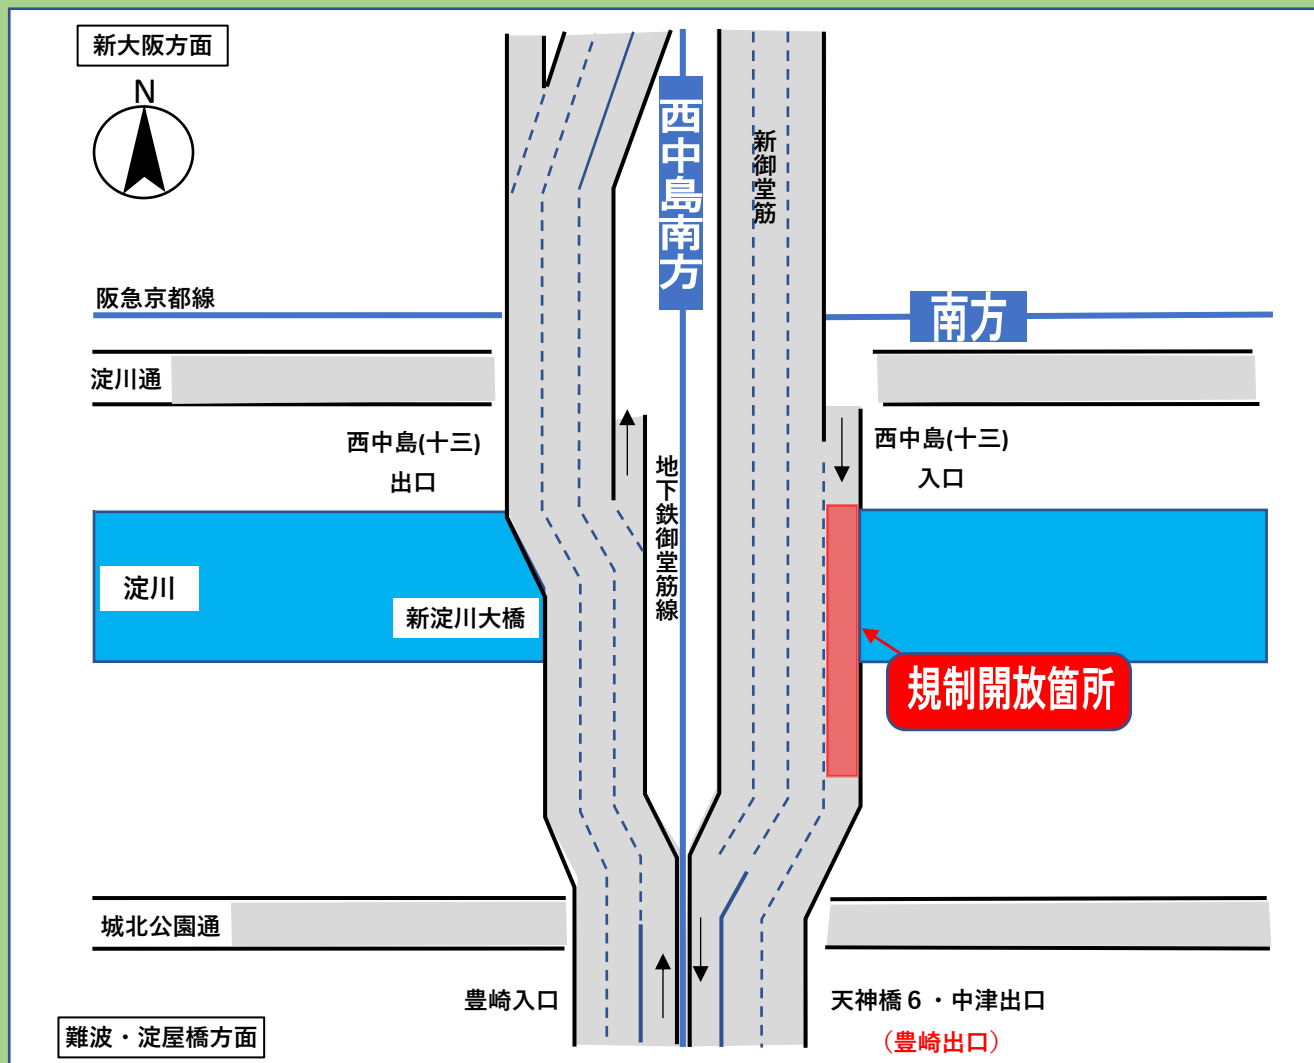 新大阪方面
N
西中島南方
新御堂筋
阪急京都線
南方
淀川通
西中島(十三)
出口
西中島(十三)
入口
地下鉄御堂筋線
淀川
新淀川大橋
規制開放箇所
城北公園通
豊崎入口
天神橋６・中津出口
（豊崎出口）
難波・淀屋橋方面